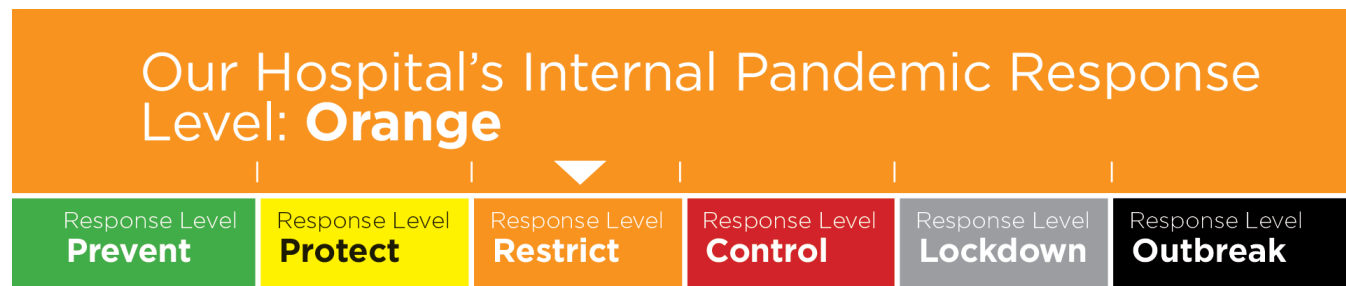 Our Hospital’s Internal Pandemic Response
Level: Orange
Response Level
Prevent
Response Level
Protect
Response Level
Restrict
Response Level
Control
Response Level
Lockdown
Response Level
Outbreak